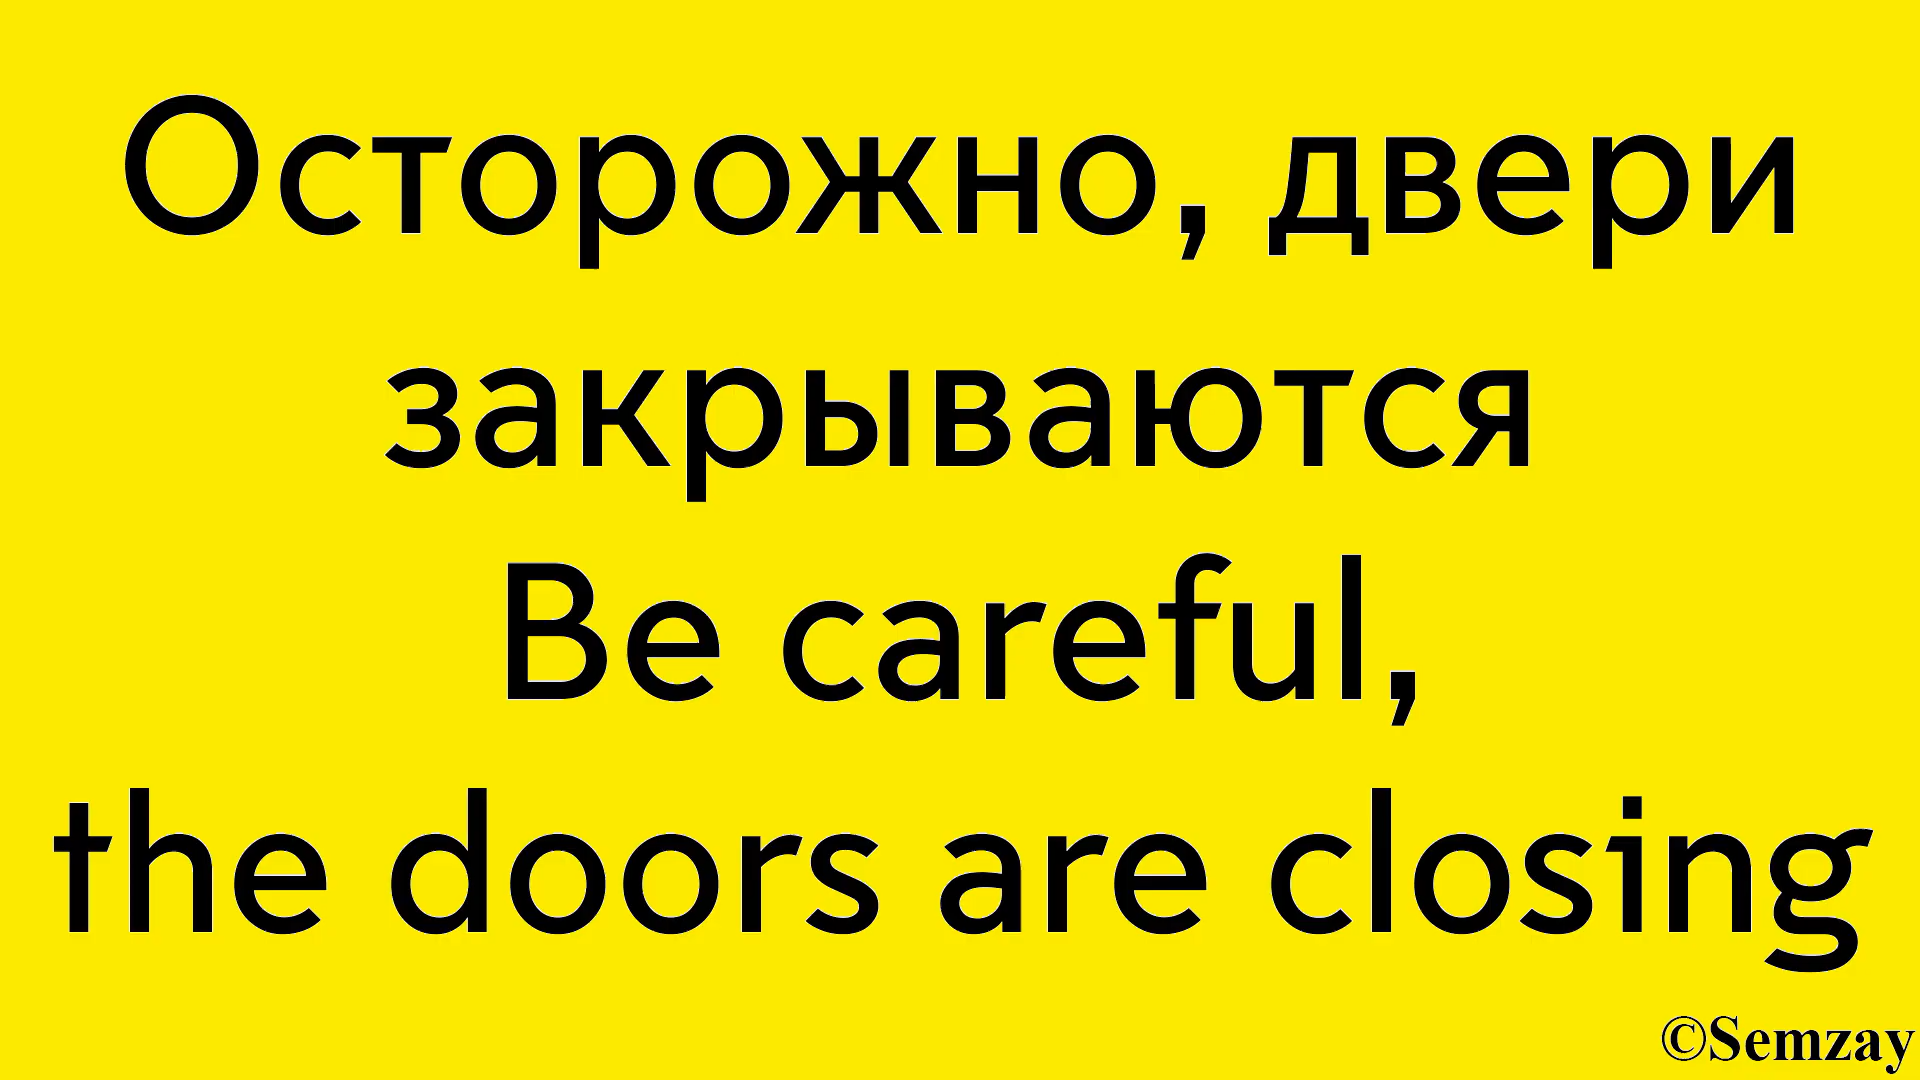 Осторожно, двери
закрываются
Be careful,
the doors are closing
©Semzay